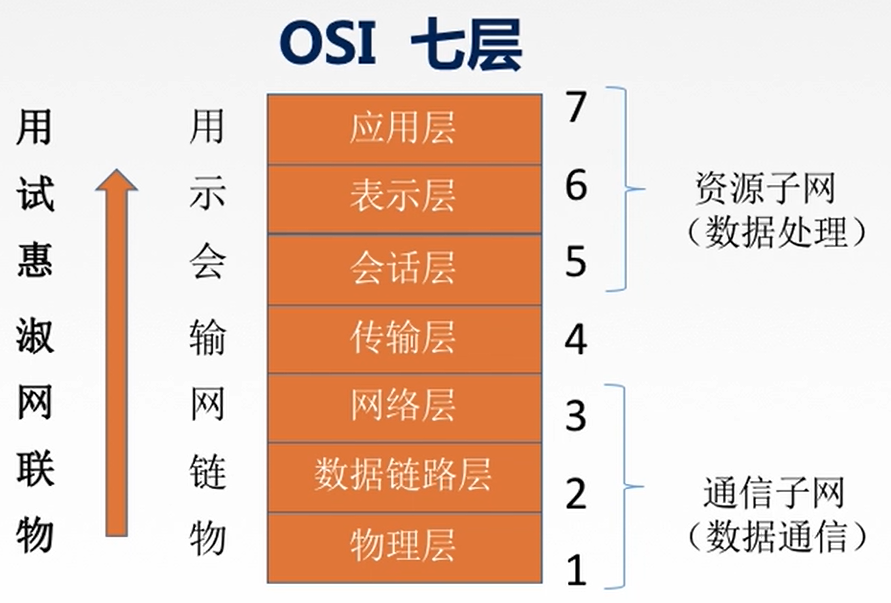 OSI 七层
用 用 应用层 7
试 示 表示层 6
资源子网
（数据处理）
惠 会 会话层 5
淑 输 传输层 4
网 网 网络层 3
联 链 数据链路层 2
通信子网
（数据通信）
物 物 物理层 1